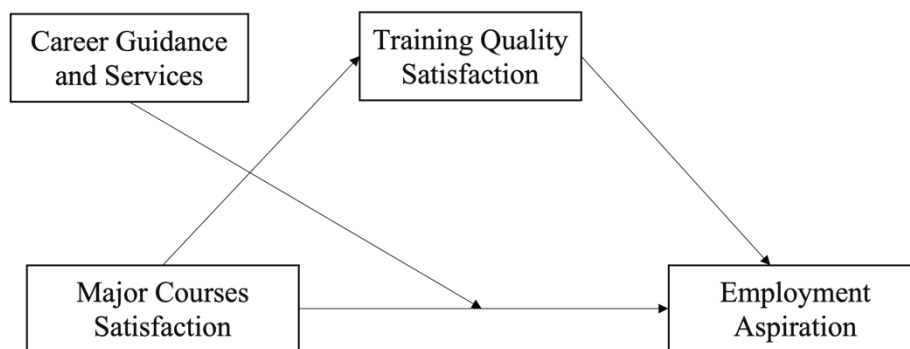 Career Guidance
and Services
Training Quality
Satisfaction
Major Courses
Satisfaction
Employment
Aspiration